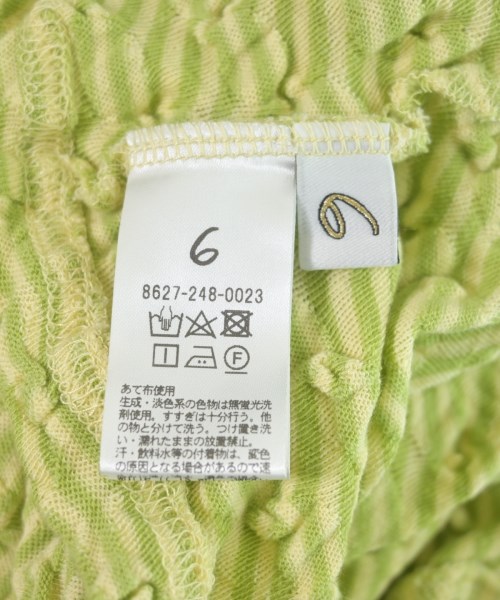 6
6
8627-248-0023
F
あて布使用
生成・淡色系の色物は無蛍光洗
剤使用。すすぎは十分行う。他
の物と分けて洗う。つけ置き洗
い・濡れたままの放置禁止。
汗・飲料水等の付着物は、変色
の原因となる場合があるので速